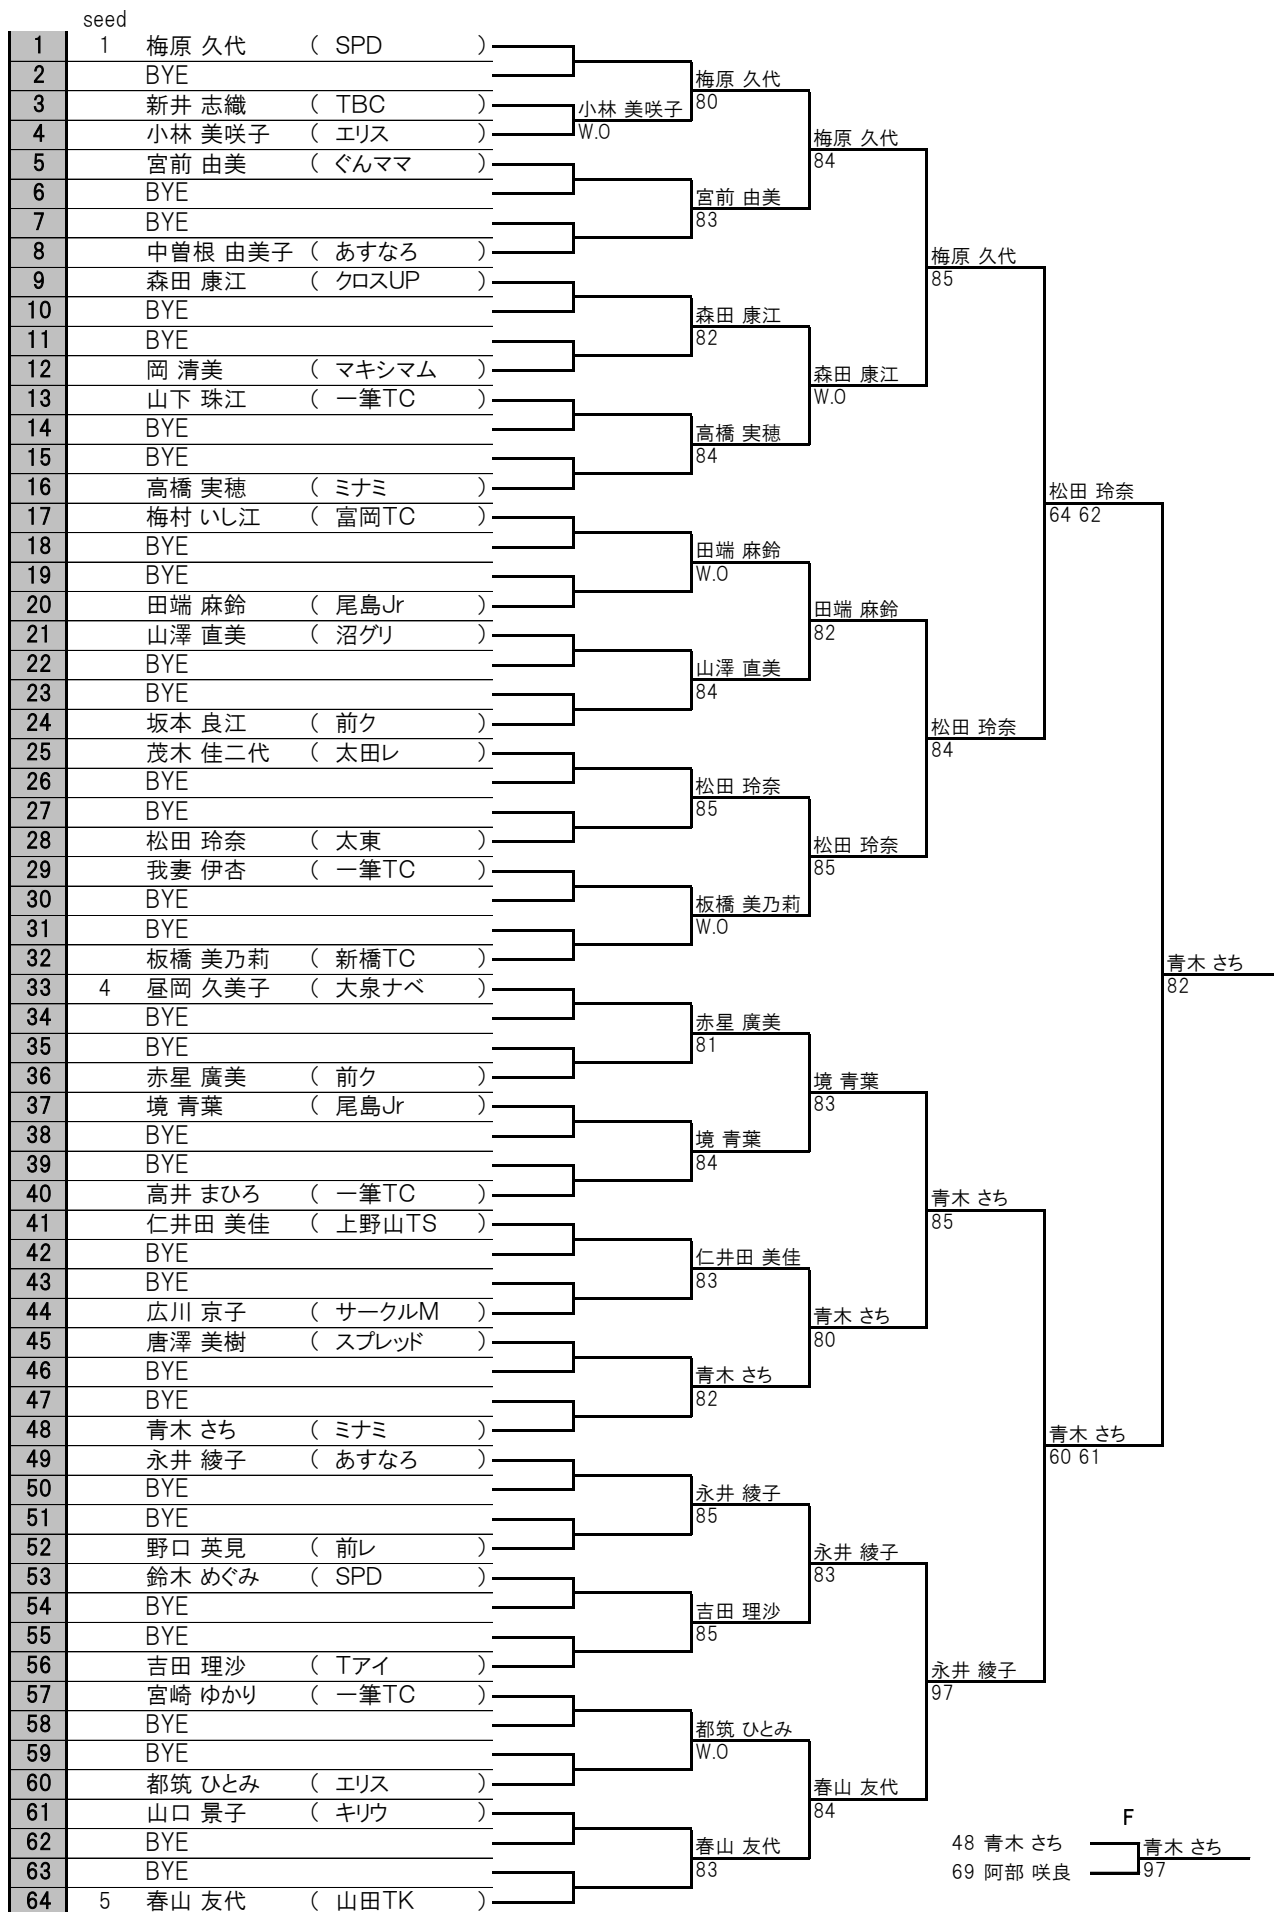 seed
1 1 梅原 久代 ( SPD )
2 BYE
梅原 久代
3 新井 志織 ( TBC )
小林 美咲子
80
4 小林 美咲子 ( エリス )
W.O
梅原 久代
5 宮前 由美 ( ぐんママ )
84
6 BYE
宮前 由美
7 BYE
83
8 中曽根 由美子 ( あすなろ )
梅原 久代
9 森田 康江 ( クロスUP )
85
10 BYE
森田 康江
11 BYE
82
12 岡 清美 ( マキシマム )
森田 康江
13 山下 珠江 ( 一筆TC )
W.O
14 BYE
高橋 実穂
15 BYE
84
16 高橋 実穂 ( ミナミ )
松田 玲奈
17 梅村 いし江 ( 富岡TC )
64 62
18 BYE
田端 麻鈴
19 BYE
W.O
20 田端 麻鈴 ( 尾島Jr )
田端 麻鈴
21 山澤 直美 ( 沼グリ )
82
22 BYE
山澤 直美
23 BYE
84
24 坂本 良江 ( 前ク )
松田 玲奈
25 茂木 佳二代 ( 太田レ )
84
26 BYE
松田 玲奈
27 BYE
85
28 松田 玲奈 ( 太東 )
松田 玲奈
29 我妻 伊杏 ( 一筆TC )
85
30 BYE
板橋 美乃莉
31 BYE
W.O
32 板橋 美乃莉 ( 新橋TC )
青木 さち
33 4 昼岡 久美子 ( 大泉ナベ )
82
34 BYE
赤星 廣美
35 BYE
81
36 赤星 廣美 ( 前ク )
境 青葉
37 境 青葉 ( 尾島Jr )
83
38 BYE
境 青葉
39 BYE
84
40 高井 まひろ ( 一筆TC )
青木 さち
41 仁井田 美佳 ( 上野山TS )
85
42 BYE
仁井田 美佳
43 BYE
83
44 広川 京子 ( サークルM )
青木 さち
45 唐澤 美樹 ( スプレッド )
80
46 BYE
青木 さち
47 BYE
82
48 青木 さち ( ミナミ )
青木 さち
49 永井 綾子 ( あすなろ )
60 61
50 BYE
永井 綾子
51 BYE
85
52 野口 英見 ( 前レ )
永井 綾子
53 鈴木 めぐみ ( SPD )
83
54 BYE
吉田 理沙
55 BYE
85
56 吉田 理沙 ( Tアイ )
永井 綾子
57 宮崎 ゆかり ( 一筆TC )
97
58 BYE
都筑 ひとみ
59 BYE
W.O
60 都筑 ひとみ ( エリス )
春山 友代
61 山口 景子 ( キリウ )
84
F
62 BYE
春山 友代
48 青木 さち
青木 さち
63 BYE
83
69 阿部 咲良
97
64 5 春山 友代 ( 山田TK )